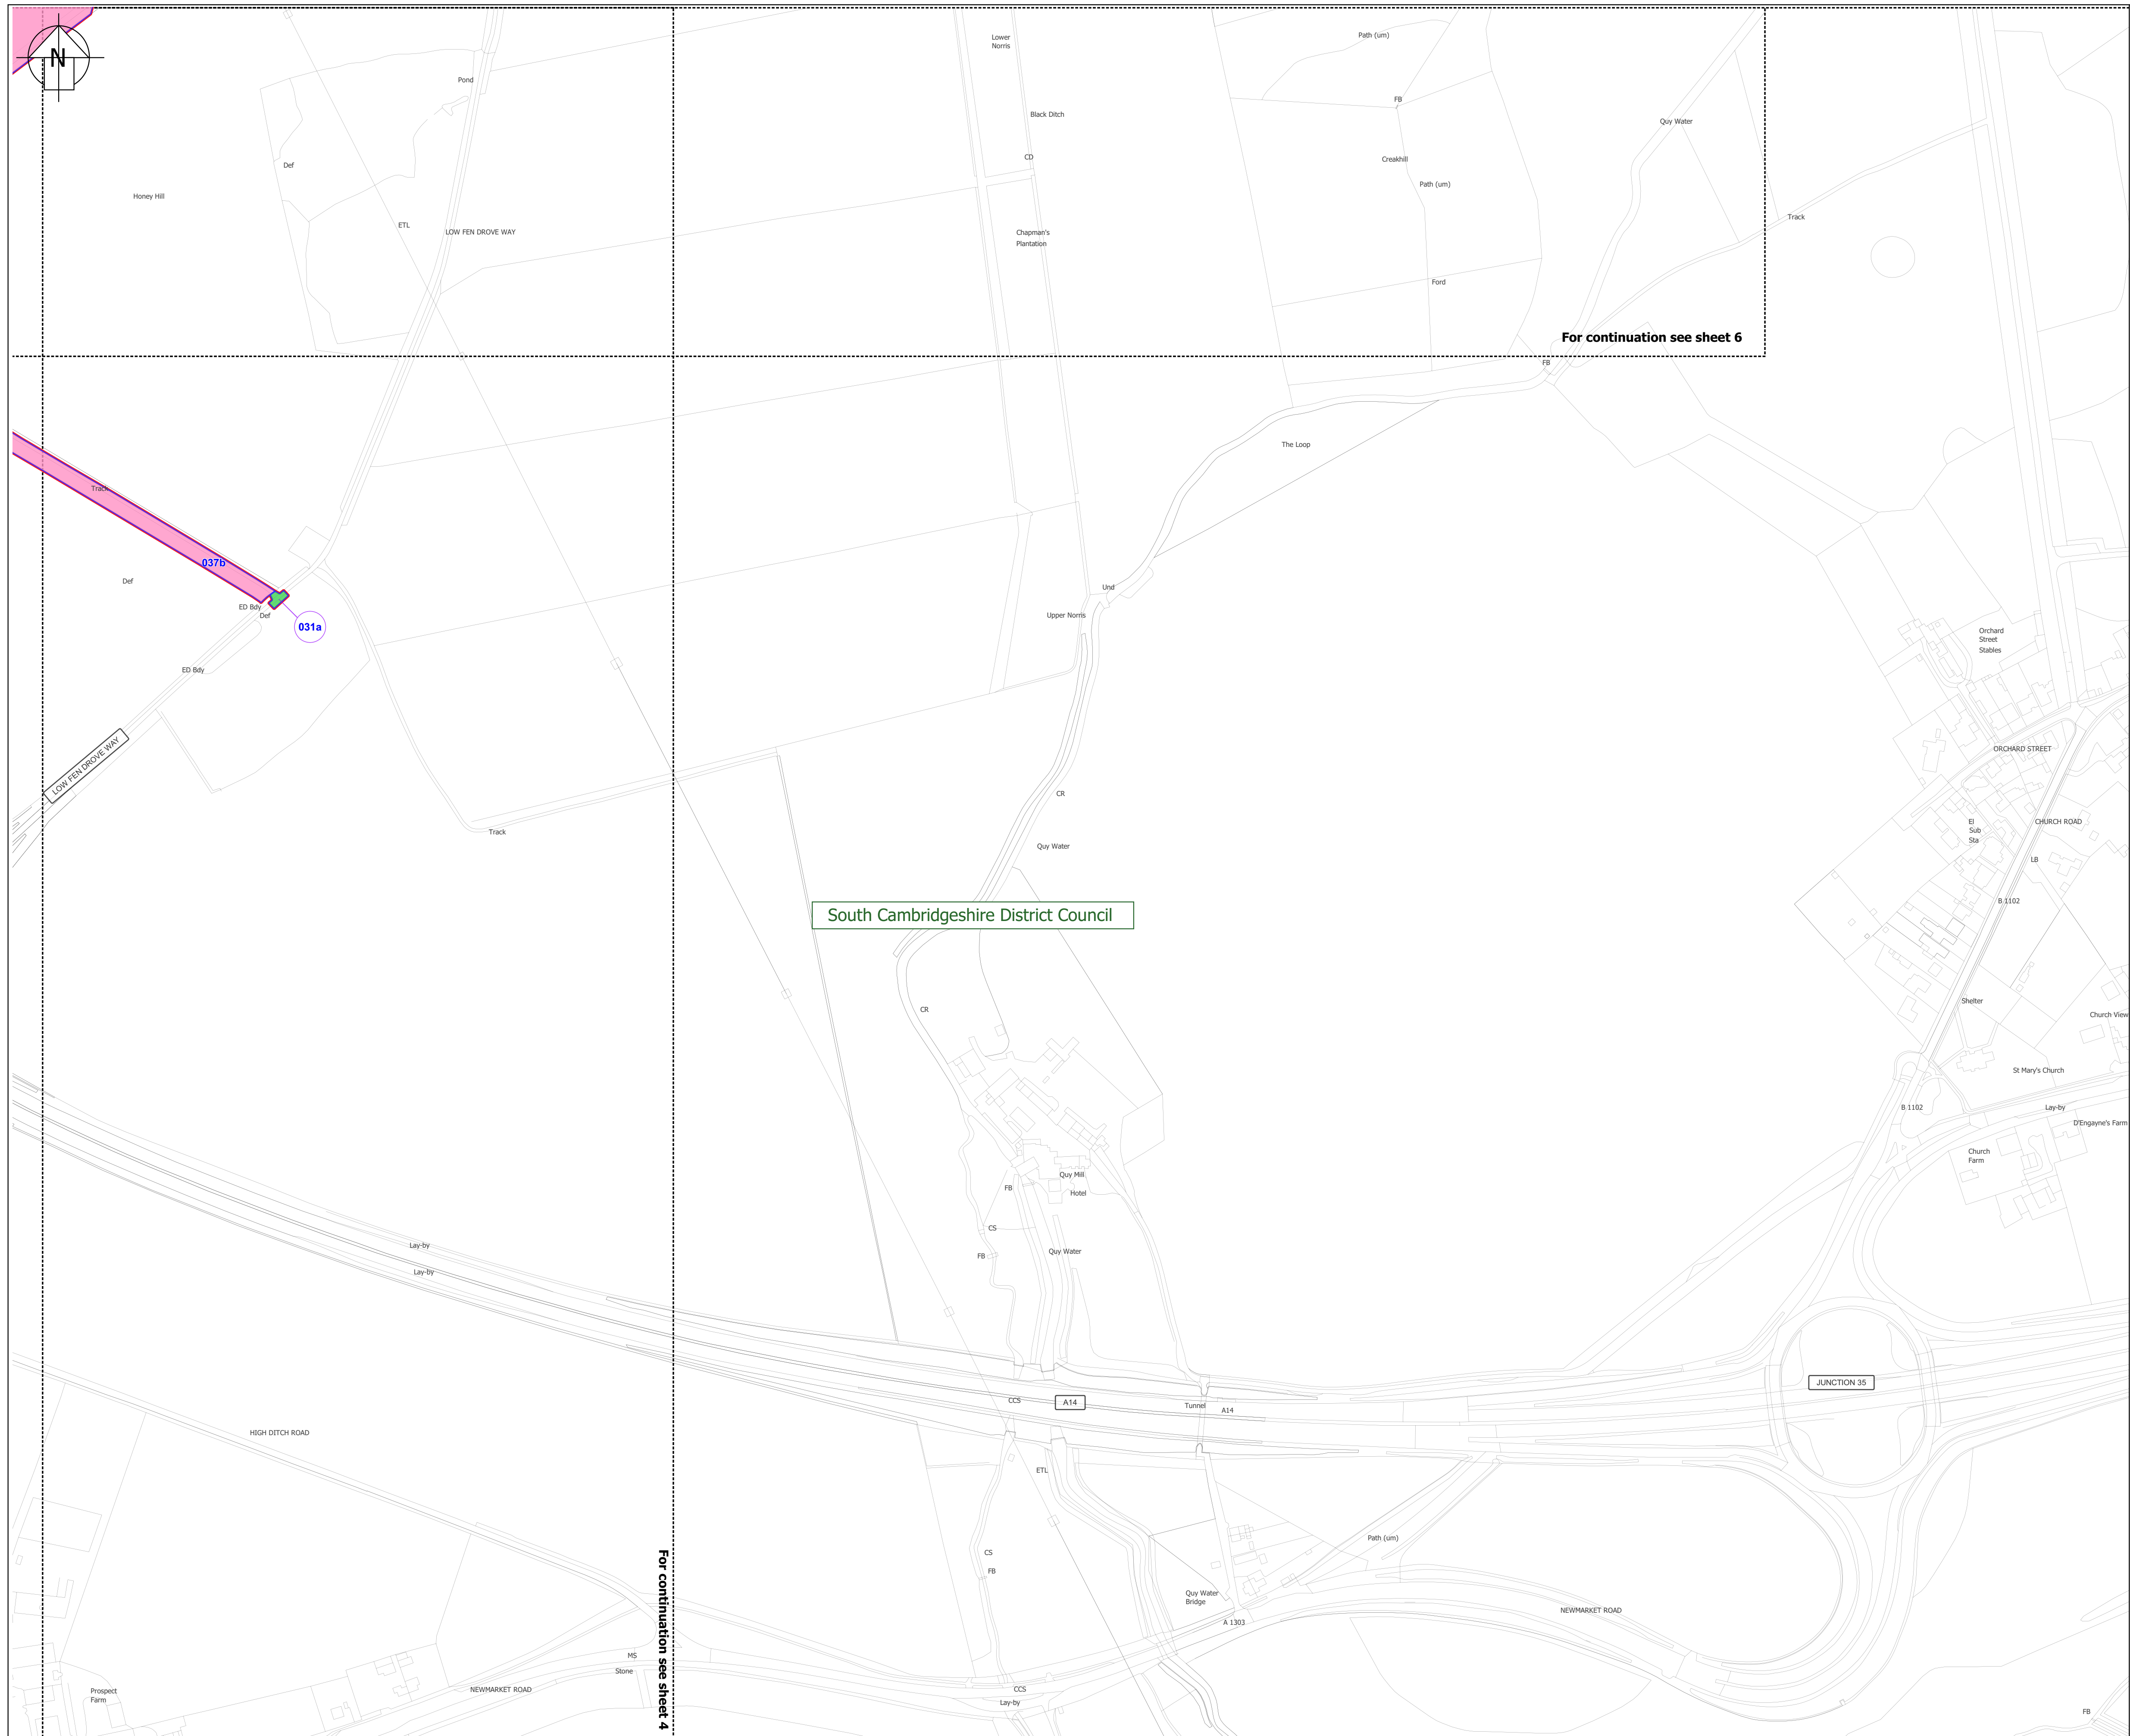 N
Lower
Norris
Path (um)
Pond
FB
Black Ditch
Quy Water
CD
Def
Creakhill
Path (um)
Honey Hill
Track
ETL
LOW FEN DROVE WAY
Chapman's
Plantation
Ford
For continuation see sheet 6
FB
The Loop
Track
037b
Def
Und
ED Bdy
Def
Upper Norris
031a
Orchard
Street
Stables
ED Bdy
ORCHARD STREET
LOW FEN DROVE WAY
CR
El
Sub
Sta
CHURCH ROAD
Track
Quy Water
LB
B 1102
South Cambridgeshire District Council
Shelter
CR
Church View
St Mary's Church
B 1102
Lay-by
D'Engayne's Farm
Church
Farm
Quy Mill
Hotel
FB
CS
FB
Quy Water
Lay-by
Lay-by
JUNCTION 35
CCS
A14
Tunnel
A14
HIGH DITCH ROAD
ETL
Path (um)
CS
FB
For continuation see sheet 4
Quy Water
Bridge
NEWMARKET ROAD
A 1303
MS
Stone
Prospect
Farm
NEWMARKET ROAD
CCS
Lay-by
FB